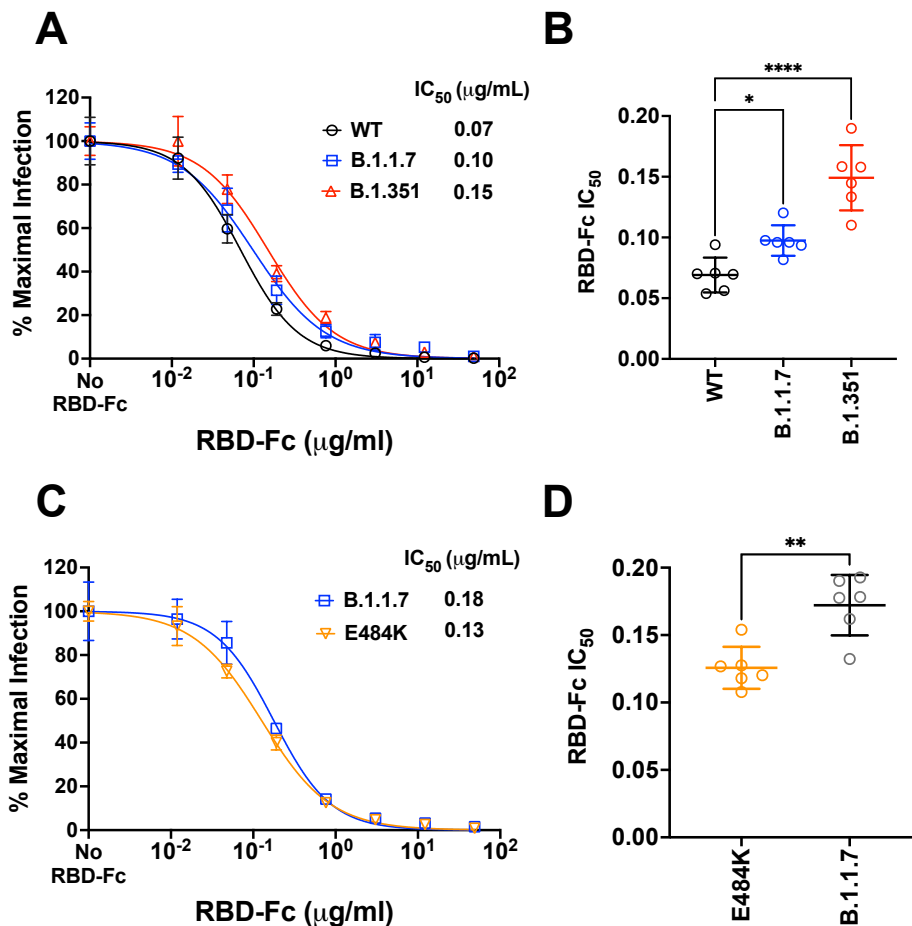 A
IC50 (μg/mL)
WT 0.07
B.1.1.7 0.10
B.1.351 0.15
% Maximal Infection
120
100
80
60
40
20
0
No RBD-Fc
10-2 10-1 100 101 102
RBD-Fc (μg/ml)
B
****
*
RBD-Fc IC50
0.20
0.15
0.10
0.05
0.00
WT
B.1.1.7
B.1.351
C
IC50 (μg/mL)
B.1.1.7 0.18
E484K 0.13
% Maximal Infection
120
100
80
60
40
20
0
No RBD-Fc
10-2 10-1 100 101 102
RBD-Fc (μg/ml)
D
**
RBD-Fc IC50
0.20
0.15
0.10
0.05
0.00
E484K
B.1.1.7